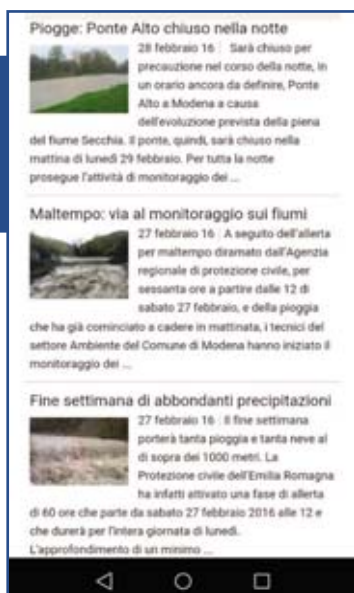 Piogge: Ponte Alto chiuso nella notte
28 febbraio 16 | Sarà chiuso per
precauzione nel corso della notte, in
un orario ancora da definire, Ponte
Alto a Modena a causa
dell'evoluzione prevista della piena
del fiume Secchia. Il ponte, quindi, sarà chiuso nella
mattina di lunedì 29 febbraio. Per tutta la notte
prosegue l'attività di monitoraggio dei ...
Maltempo: via al monitoraggio sui fiumi
27 febbraio 16 | A seguito dell'allerta
per maltempo diramato dall'Agenzia
regionale di protezione civile, per
sessanta ore a partire dalle 12 di
sabato 27 febbraio, e della pioggia
che ha già cominciato a cadere in mattinata, i tecnici del
settore Ambiente del Comune di Modena hanno iniziato il
monitoraggio dei ...
Fine settimana di abbondanti precipitazioni
27 febbraio 16 | Il fine settimana
porterà tanta pioggia e tanta neve al
di sopra dei 1000 metri. La
Protezione civile dell'Emilia Romagna
ha infatti attivato una fase di allerta
di 60 ore che parte da sabato 27 febbraio 2016 alle 12 e
che durerà per l'intera giornata di lunedì.
L'approfondimento di un minimo ...